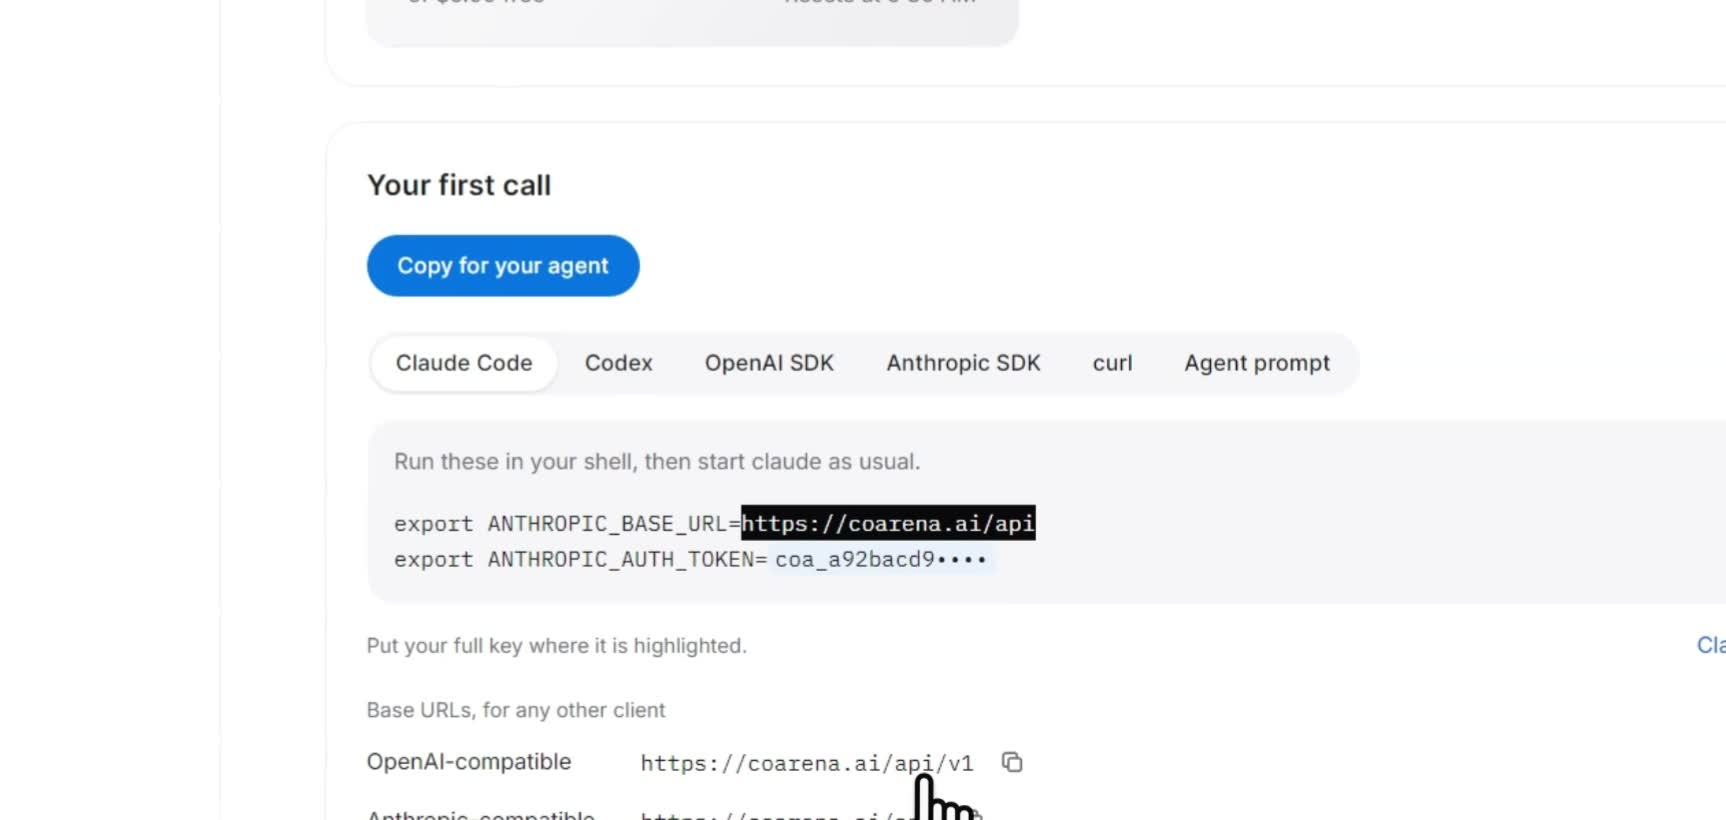 Your first call
Copy for your agent
Claude Code Codex OpenAI SDK Anthropic SDK curl Agent prompt
Run these in your shell, then start claude as usual.
export ANTHROPIC_BASE_URL=https://coarena.ai/api
export ANTHROPIC_AUTH_TOKEN= coa_a92bacd9••••
Put your full key where it is highlighted.
Base URLs, for any other client
OpenAI-compatible https://coarena.ai/api/v1
Anthropic-compatible